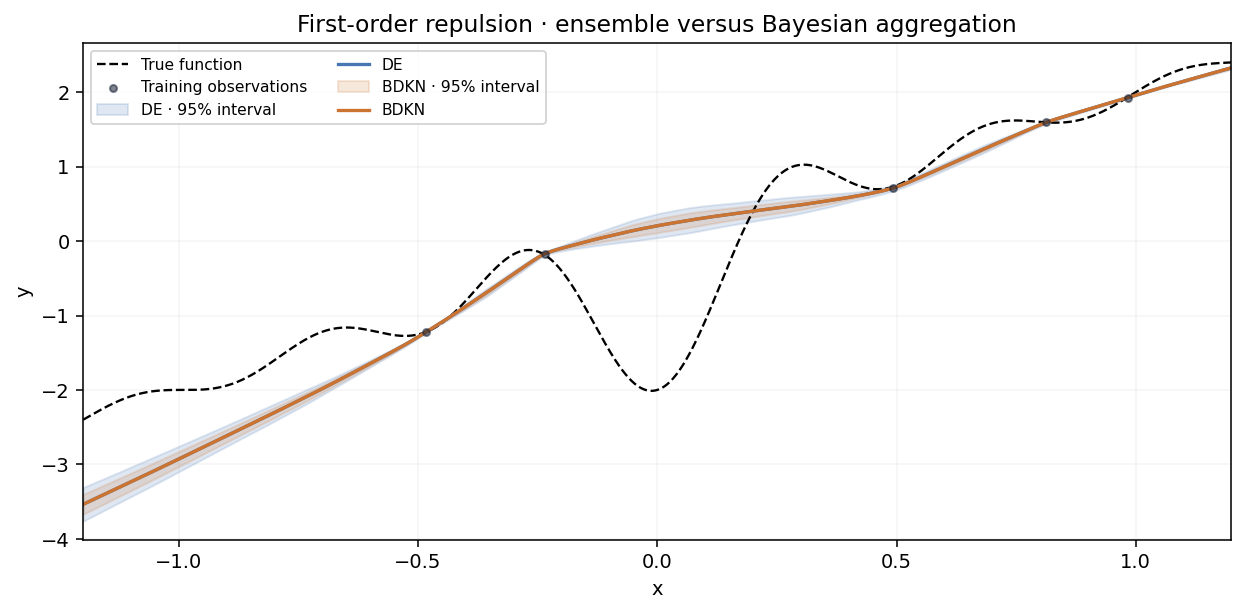 First-order repulsion · ensemble versus Bayesian aggregation
True function
Training observations
DE · 95% interval
DE
BDKN · 95% interval
BDKN
y
2
1
0
−1
−2
−3
−4
−1.0
−0.5
0.0
0.5
1.0
x